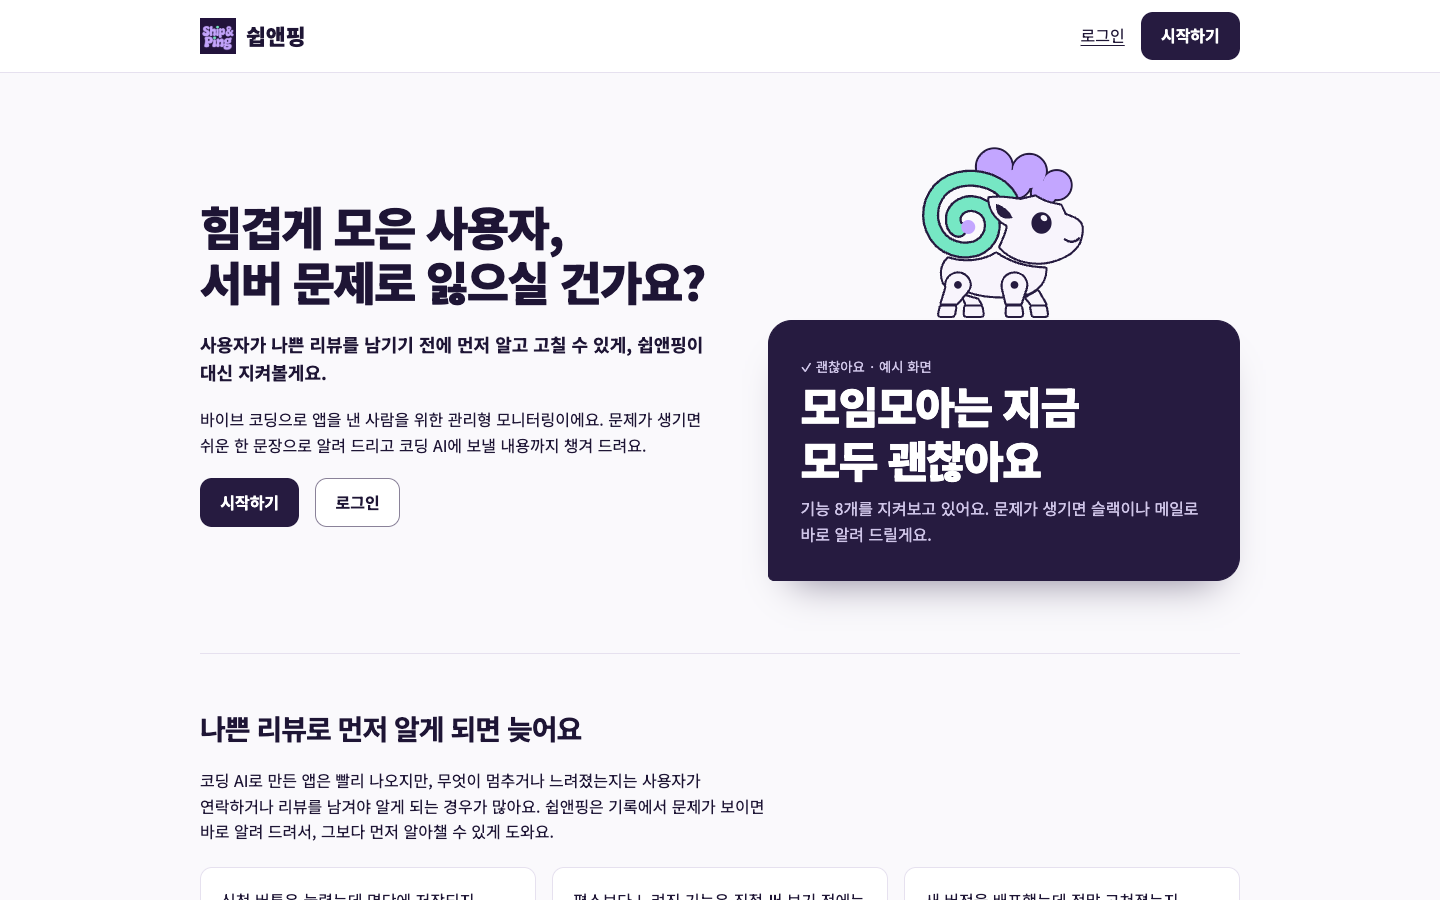 Ship&
Ping
쉽앤핑
로그인
시작하기
힘겹게 모은 사용자,
서버 문제로 잃으실 건가요?
사용자가 나쁜 리뷰를 남기기 전에 먼저 알고 고칠 수 있게, 쉽앤핑이
대신 지켜볼게요.
바이브 코딩으로 앱을 낸 사람을 위한 관리형 모니터링이에요. 문제가 생기면
쉬운 한 문장으로 알려 드리고 코딩 AI에 보낼 내용까지 챙겨 드려요.
시작하기
로그인
✓ 괜찮아요 · 예시 화면
모임모아는 지금
모두 괜찮아요
기능 8개를 지켜보고 있어요. 문제가 생기면 슬랙이나 메일로
바로 알려 드릴게요.
나쁜 리뷰로 먼저 알게 되면 늦어요
코딩 AI로 만든 앱은 빨리 나오지만, 무엇이 멈추거나 느려졌는지는 사용자가
연락하거나 리뷰를 남겨야 알게 되는 경우가 많아요. 쉽앤핑은 기록에서 문제가 보이면
바로 알려 드려서, 그보다 먼저 알아챌 수 있게 도와요.